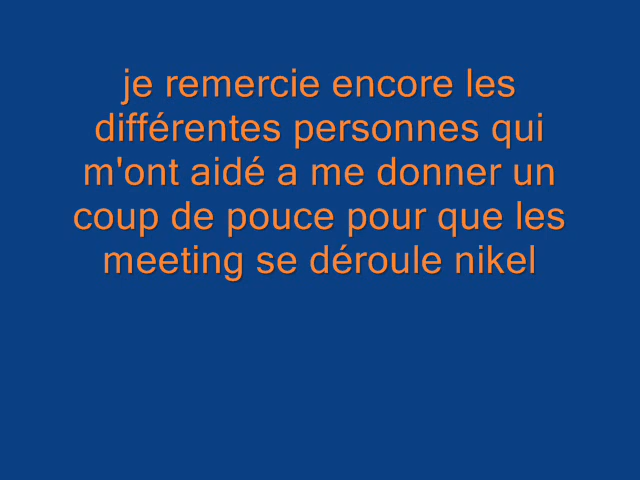 je remercie encore les
différentes personnes qui
m'ont aidé a me donner un
coup de pouce pour que les
meeting se déroule nikel